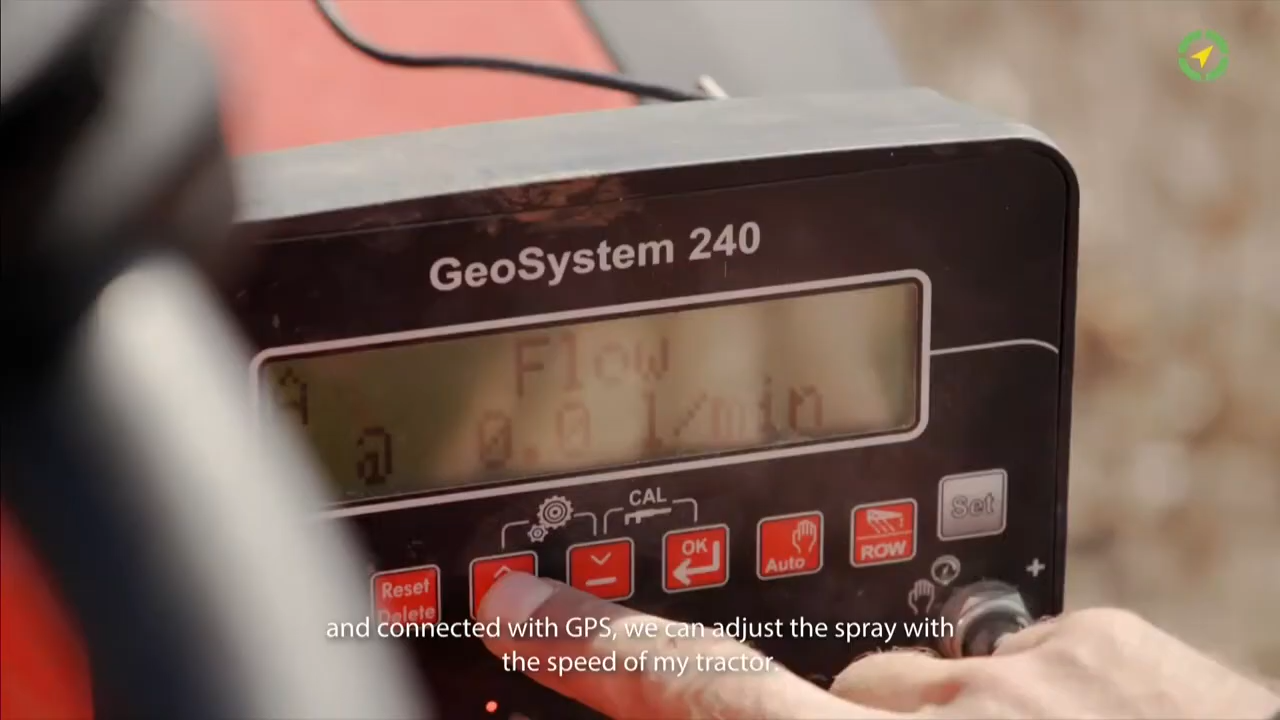 GeoSystem 240
Flow
a 0.0 l/min
CAL
Reset
Delete
OK
Auto
ROW
Set
+
and connected with GPS, we can adjust the spray with
the speed of my tractor.